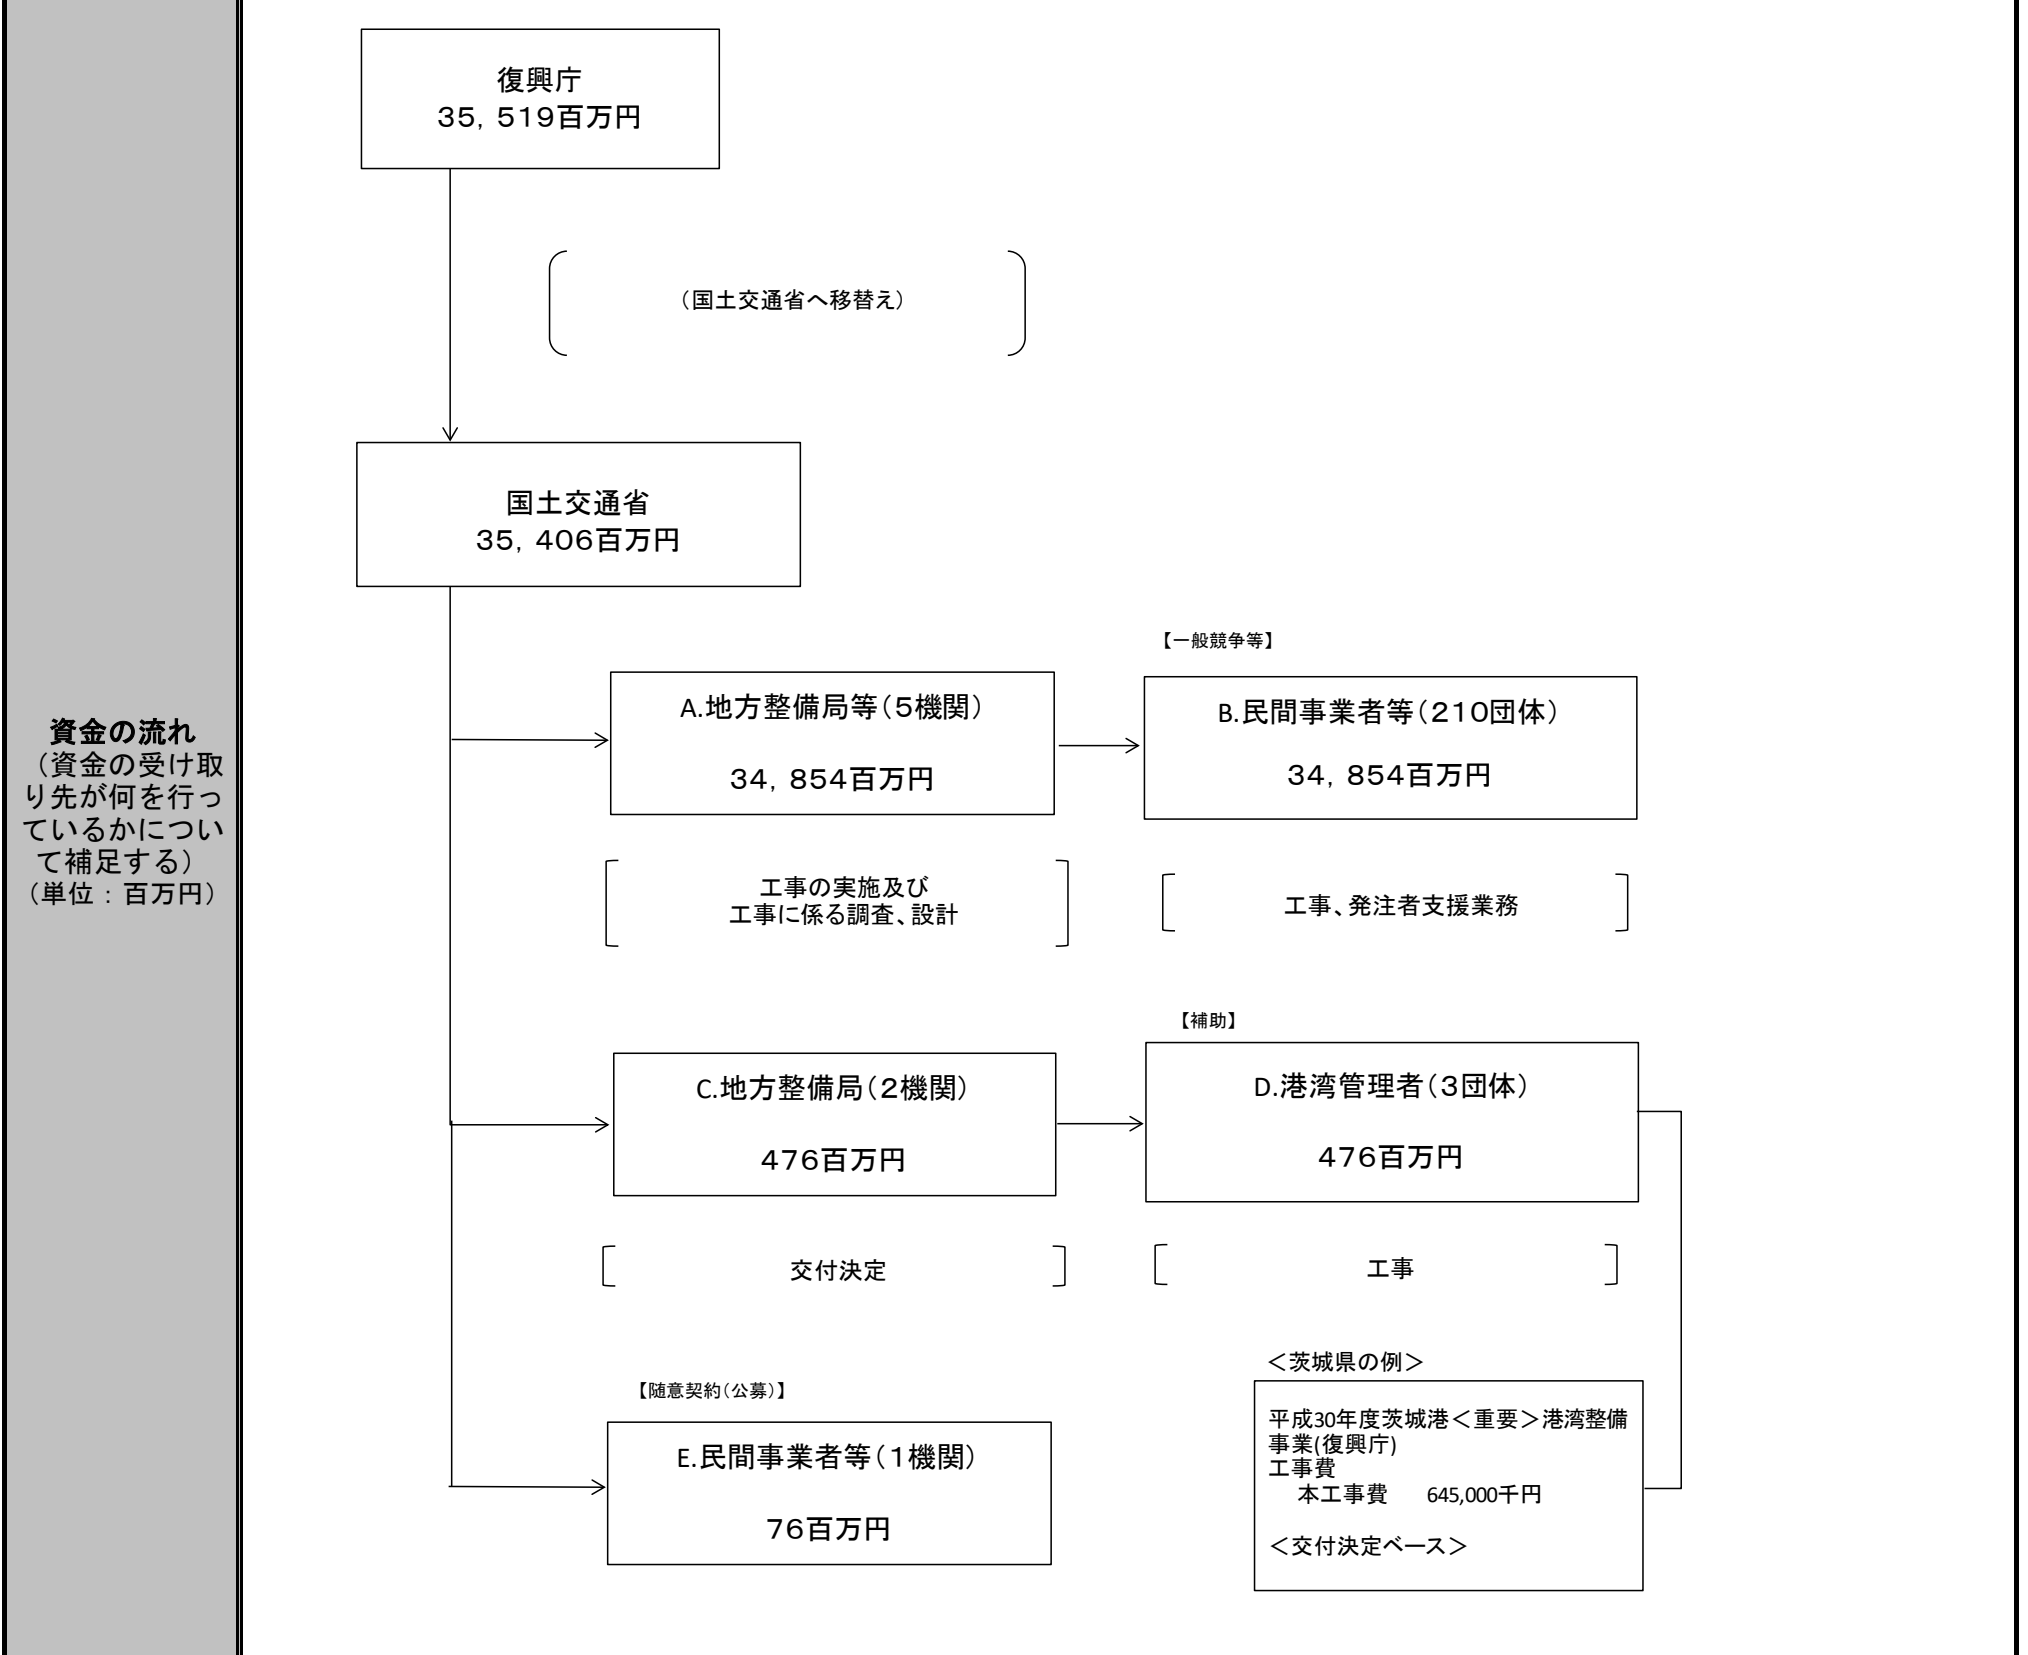 資金の流れ
（資金の受け取
り先が何を行っ
ているかについ
て補足する）
（単位：百万円）
復興庁
35，519百万円
（国土交通省へ移替え）
国土交通省
35，406百万円
【一般競争等】
A.地方整備局等（5機関）
34，854百万円
B.民間事業者等（210団体）
34，854百万円
工事の実施及び
工事に係る調査、設計
工事、発注者支援業務
【補助】
C.地方整備局（2機関）
476百万円
D.港湾管理者（3団体）
476百万円
交付決定
工事
【随意契約（公募）】
E.民間事業者等（1機関）
76百万円
＜茨城県の例＞
平成30年度茨城港＜重要＞港湾整備
事業(復興庁)
工事費
本工事費　645,000千円
＜交付決定ベース＞